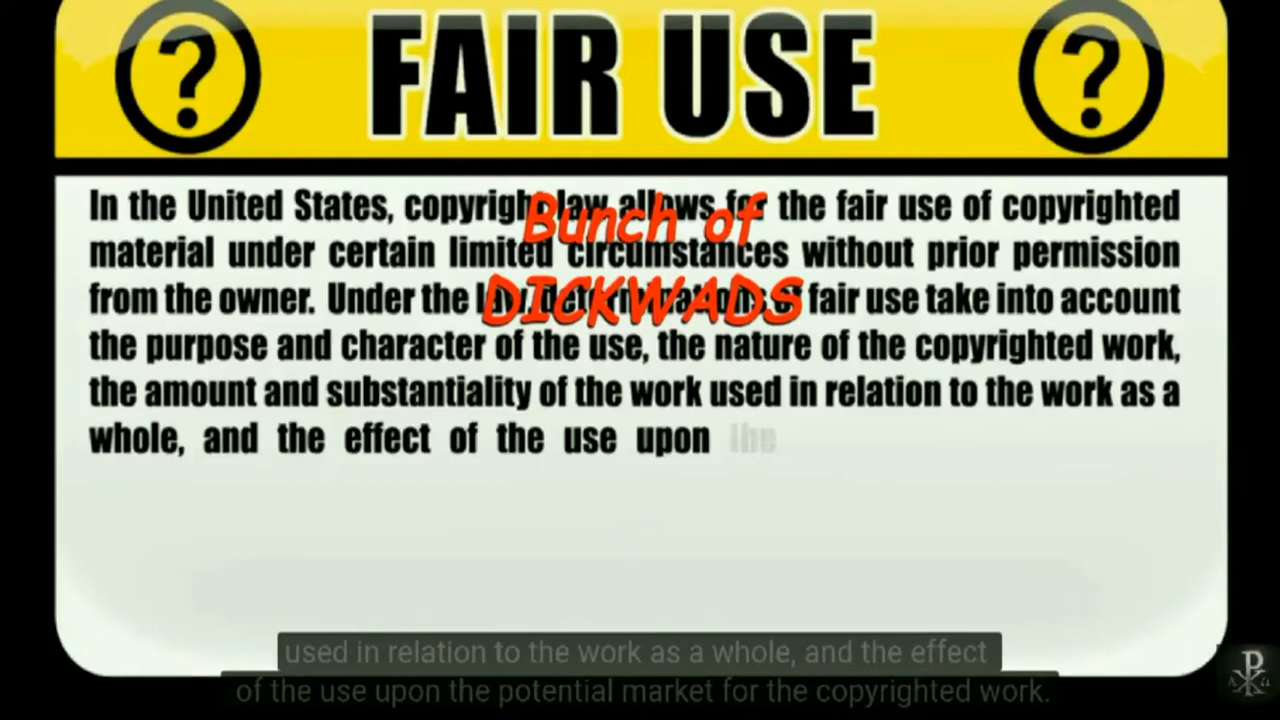 ? FAIR USE ?
In the United States, copyright law allows for the fair use of copyrighted
Bunch of
material under certain limited circumstances without prior permission
from the owner. Under the law, determinations of fair use take into account
DICKWADS
the purpose and character of the use, the nature of the copyrighted work,
the amount and substantiality of the work used in relation to the work as a
whole, and the effect of the use upon the
used in relation to the work as a whole, and the effect
of the use upon the potential market for the copyrighted work.